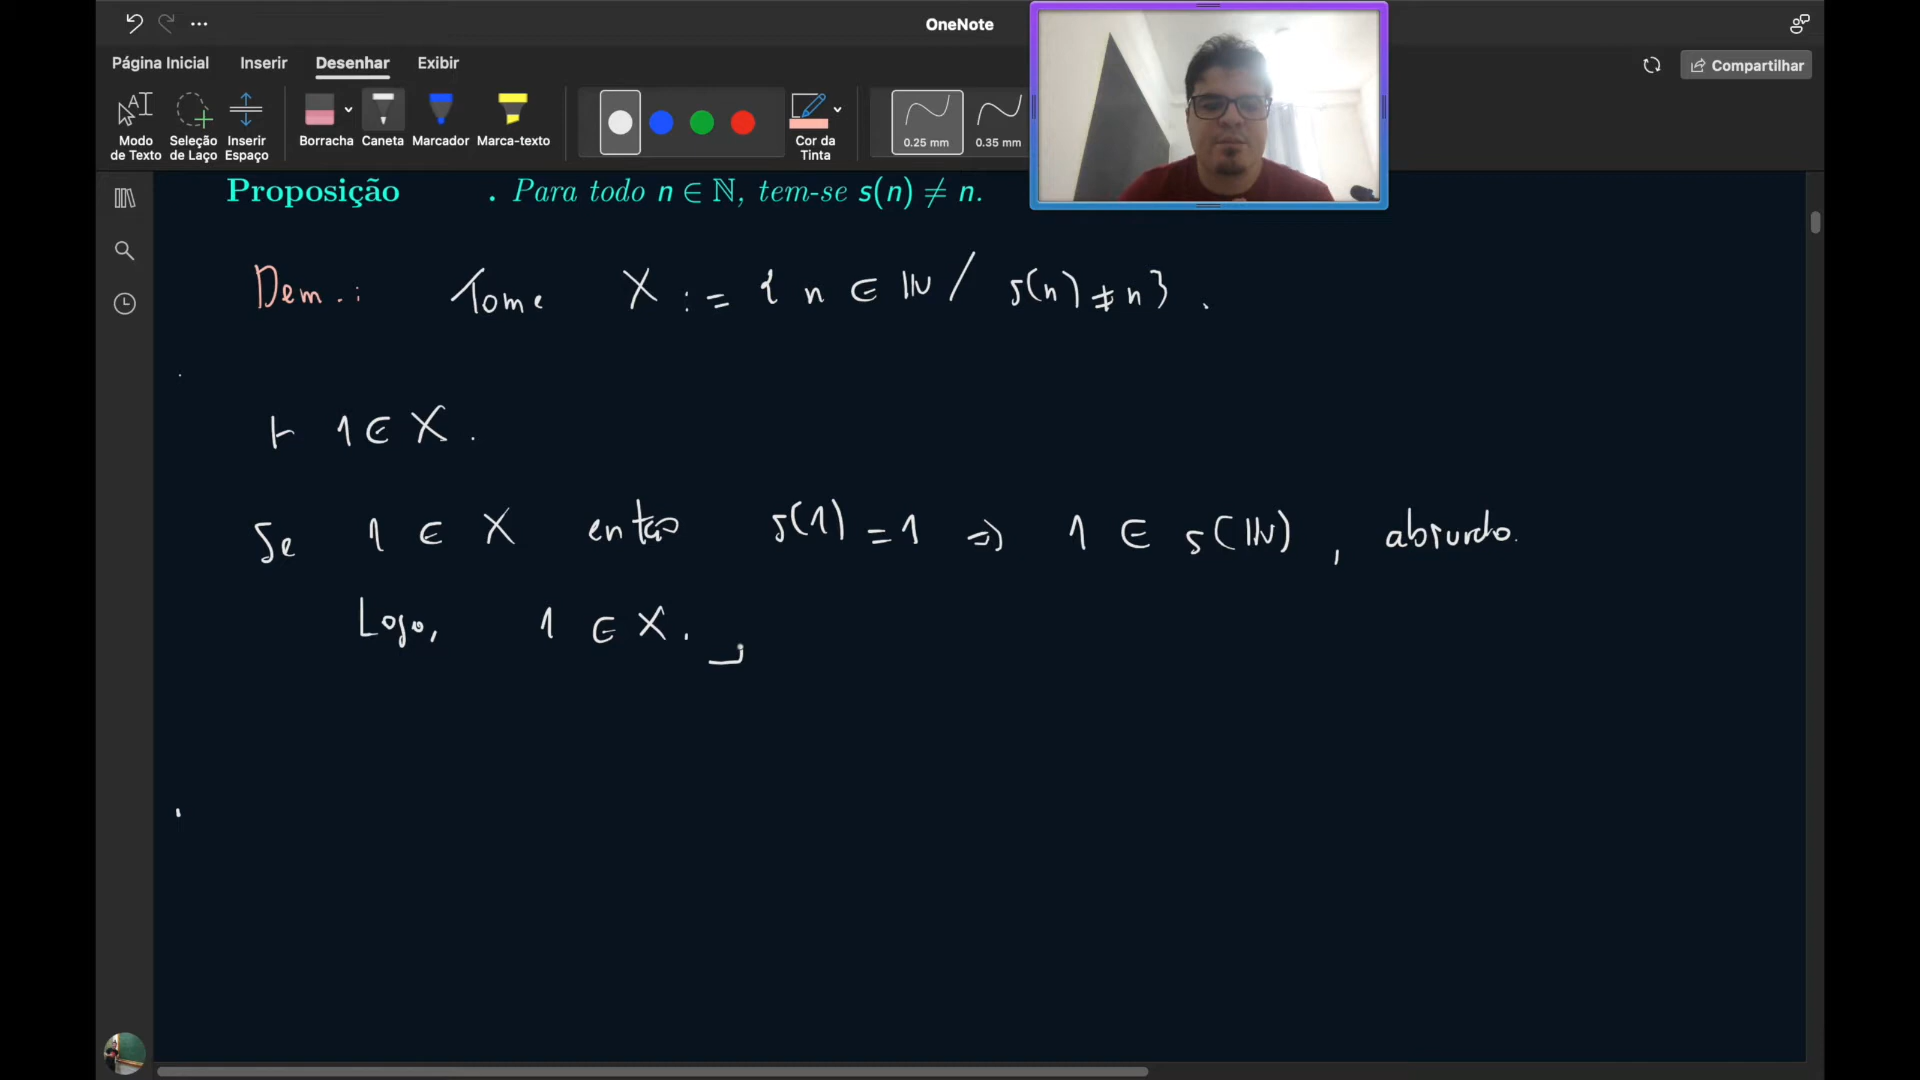 OneNote
Página Inicial Inserir Desenhar Exibir
Compartilhar
Modo de Texto
Seleção de Laço
Inserir Espaço
Borracha Caneta Marcador Marca-texto
Cor da Tinta
0.25 mm 0.35 mm
Proposição . Para todo n ∈ ℕ, tem-se s(n) ≠ n.
Dem.: Tome X := { n ∈ ℕ / s(n) ≠ n} .
⊢ 1 ∈ X .
Se 1 ∈ X então s(1) = 1 ⇒ 1 ∈ s(ℕ) , absurdo.
Logo, 1 ∈ X .